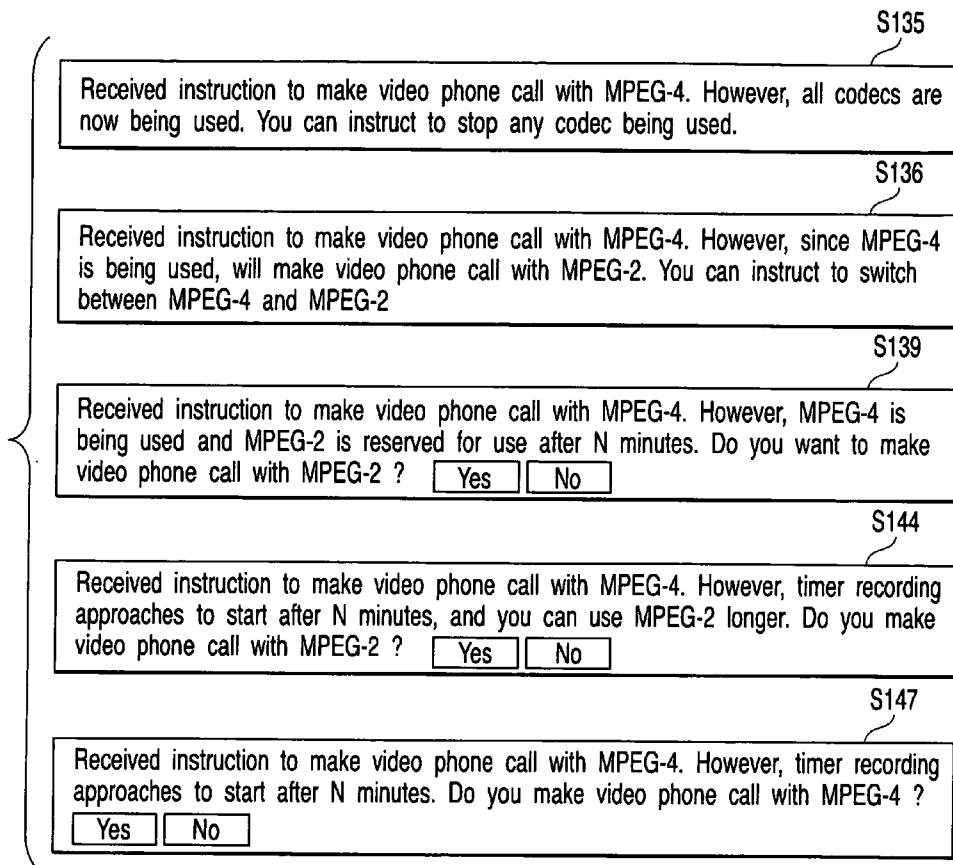 S135
Received instruction to make video phone call with MPEG-4. However, all codecs are
now being used. You can instruct to stop any codec being used.
S136
Received instruction to make video phone call with MPEG-4. However, since MPEG-4
is being used, will make video phone call with MPEG-2. You can instruct to switch
between MPEG-4 and MPEG-2
S139
Received instruction to make video phone call with MPEG-4. However, MPEG-4 is
being used and MPEG-2 is reserved for use after N minutes. Do you want to make
video phone call with MPEG-2 ? Yes No
S144
Received instruction to make video phone call with MPEG-4. However, timer recording
approaches to start after N minutes, and you can use MPEG-2 longer. Do you make
video phone call with MPEG-2 ? Yes No
S147
Received instruction to make video phone call with MPEG-4. However, timer recording
approaches to start after N minutes. Do you make video phone call with MPEG-4 ?
Yes No